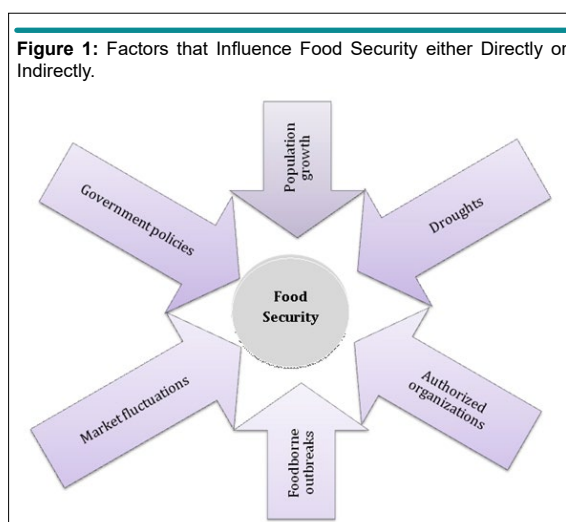 Figure 1: Factors that Influence Food Security either Directly or
Indirectly.
Population
growth
Government policies
Droughts
Food
Security
Market fluctuations
Authorized
organizations
Foodborne
outbreaks